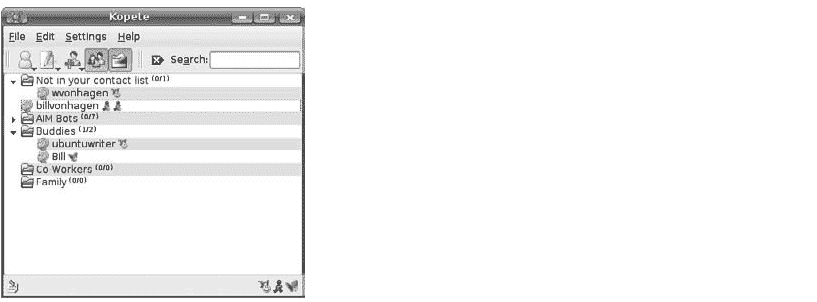 Kopete
File Edit Settings Help
Search:
Not in your contact list (0/1)
wvonhagen
billvonhagen
AIM Bots (0/7)
Buddies (1/2)
ubuntuwriter
Bill
Co Workers (0/0)
Family (0/0)